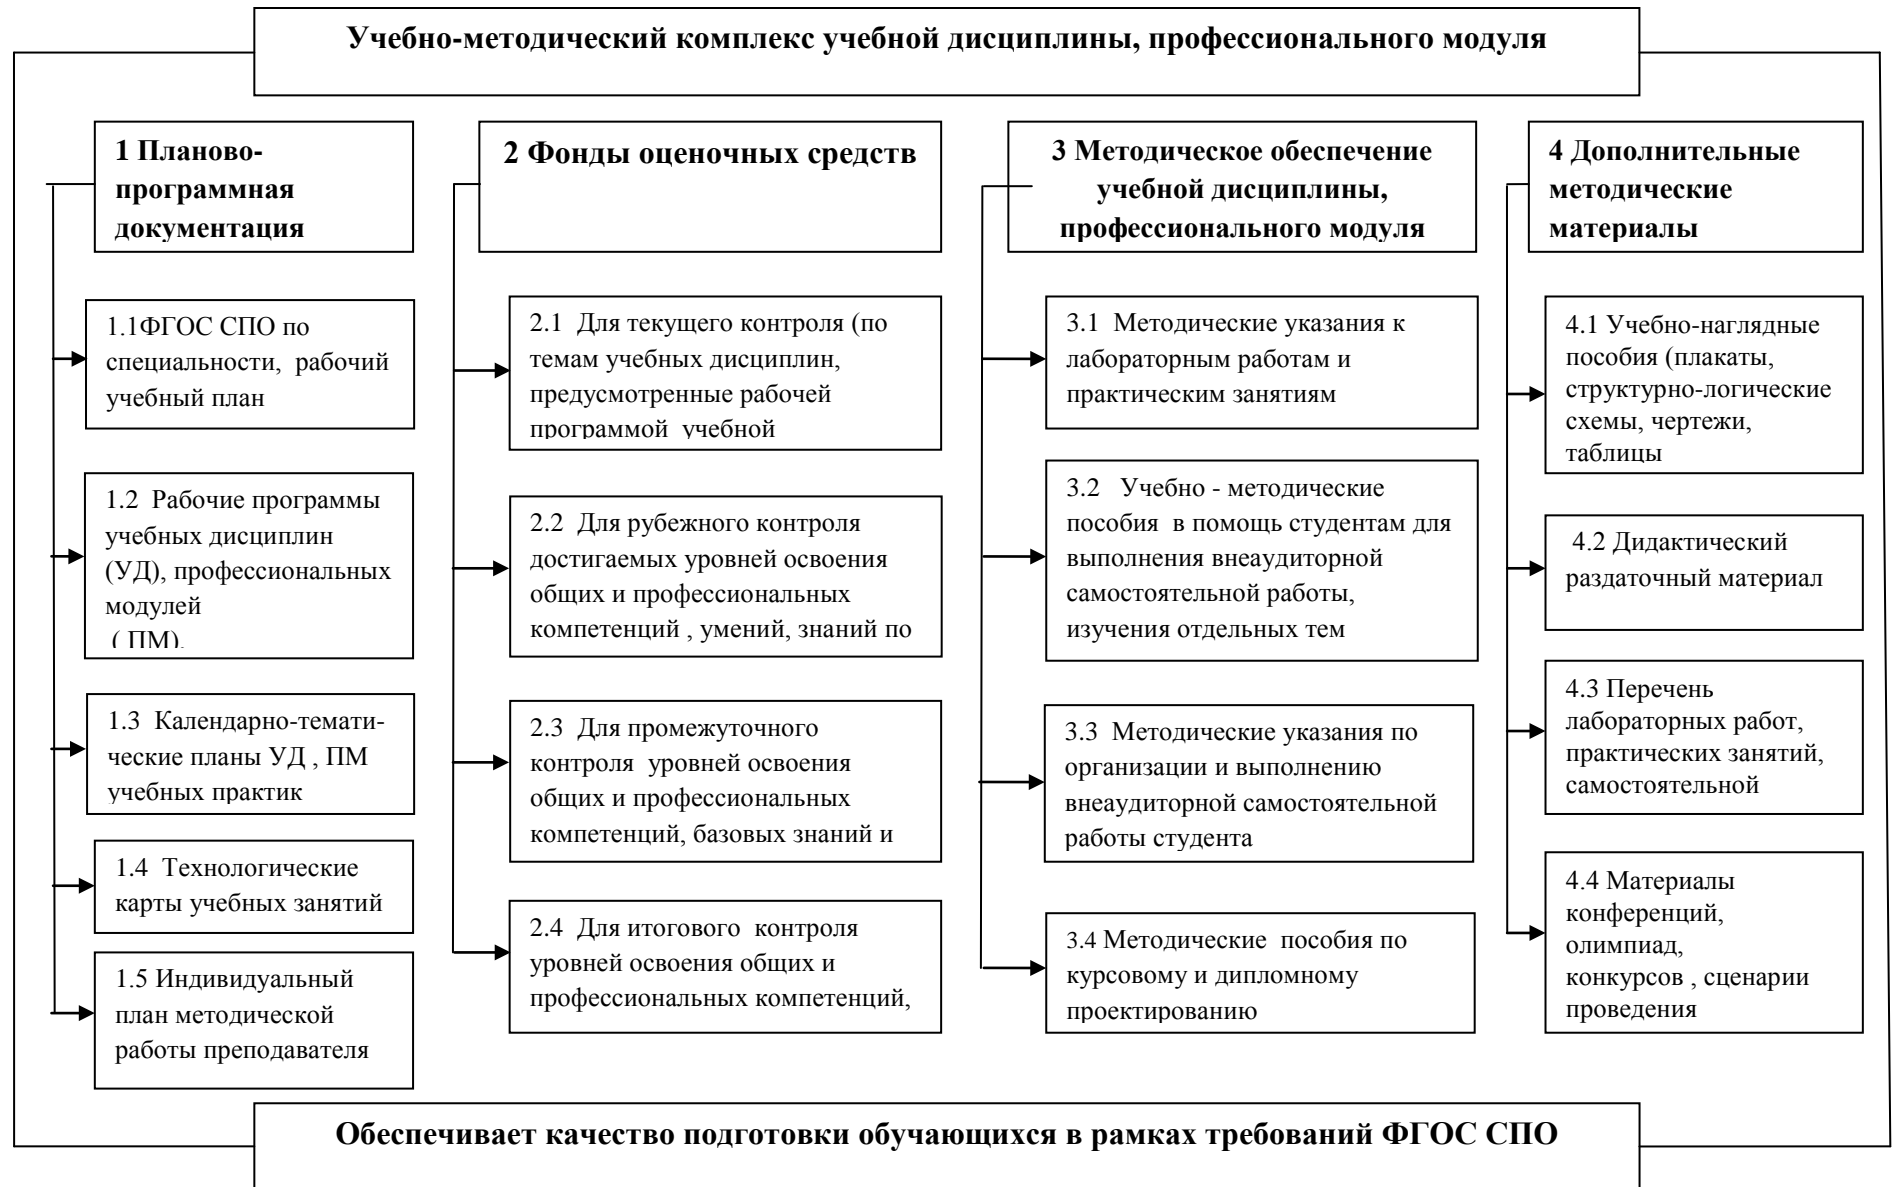 Учебно-методический комплекс учебной дисциплины, профессионального модуля
1 Планово-
программная
документация
1.1ФГОС СПО по
специальности, рабочий
учебный план
1.2 Рабочие программы
учебных дисциплин
(УД), профессиональных
модулей
( ПМ).
1.3 Календарно-темати-
ческие планы УД , ПМ
учебных практик
1.4 Технологические
карты учебных занятий
1.5 Индивидуальный
план методической
работы преподавателя
2 Фонды оценочных средств
2.1 Для текущего контроля (по
темам учебных дисциплин,
предусмотренные рабочей
программой учебной
2.2 Для рубежного контроля
достигаемых уровней освоения
общих и профессиональных
компетенций , умений, знаний по
2.3 Для промежуточного
контроля уровней освоения
общих и профессиональных
компетенций, базовых знаний и
2.4 Для итогового контроля
уровней освоения общих и
профессиональных компетенций,
3 Методическое обеспечение
учебной дисциплины,
профессионального модуля
3.1 Методические указания к
лабораторным работам и
практическим занятиям
3.2 Учебно - методические
пособия в помощь студентам для
выполнения внеаудиторной
самостоятельной работы,
изучения отдельных тем
3.3 Методические указания по
организации и выполнению
внеаудиторной самостоятельной
работы студента
3.4 Методические пособия по
курсовому и дипломному
проектированию
4 Дополнительные
методические
материалы
4.1 Учебно-наглядные
пособия (плакаты,
структурно-логические
схемы, чертежи,
таблицы
4.2 Дидактический
раздаточный материал
4.3 Перечень
лабораторных работ,
практических занятий,
самостоятельной
4.4 Материалы
конференций,
олимпиад,
конкурсов , сценарии
проведения
Обеспечивает качество подготовки обучающихся в рамках требований ФГОС СПО